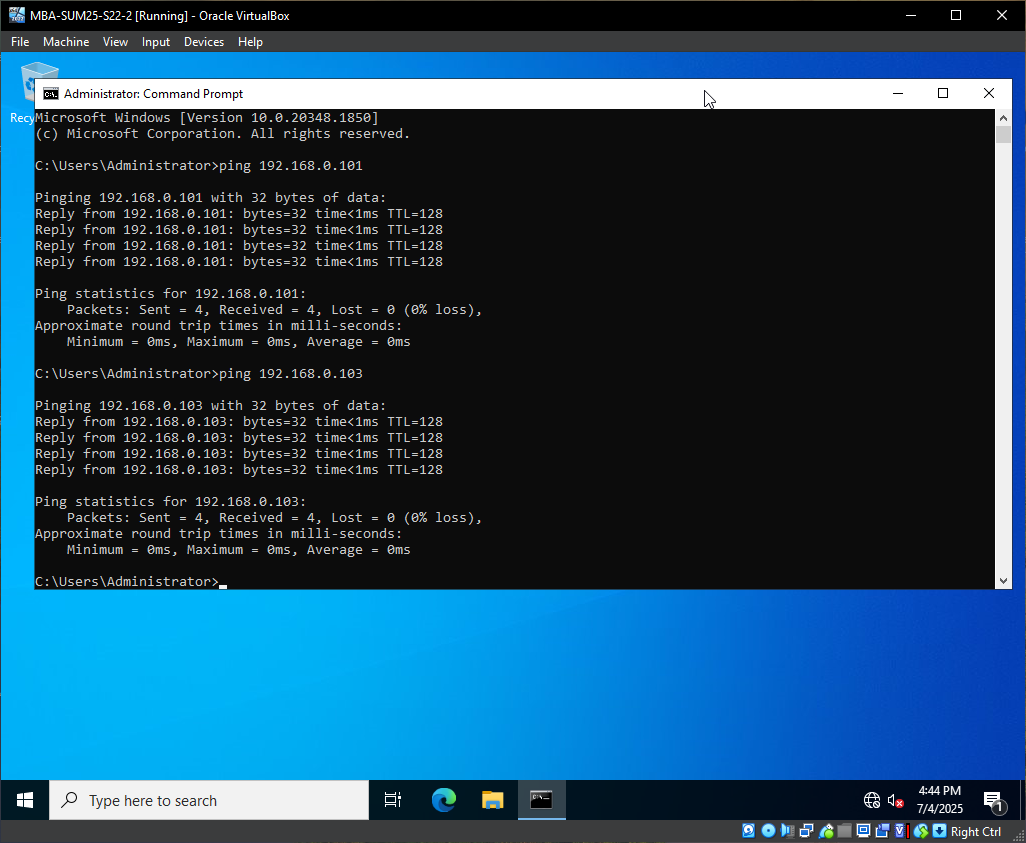 MBA-SUM25-S22-2 [Running] - Oracle VirtualBox
File Machine View Input Devices Help
Administrator: Command Prompt
Microsoft Windows [Version 10.0.20348.1850]
(c) Microsoft Corporation. All rights reserved.
C:\Users\Administrator>ping 192.168.0.101
Pinging 192.168.0.101 with 32 bytes of data:
Reply from 192.168.0.101: bytes=32 time<1ms TTL=128
Reply from 192.168.0.101: bytes=32 time<1ms TTL=128
Reply from 192.168.0.101: bytes=32 time<1ms TTL=128
Reply from 192.168.0.101: bytes=32 time<1ms TTL=128
Ping statistics for 192.168.0.101:
Packets: Sent = 4, Received = 4, Lost = 0 (0% loss),
Approximate round trip times in milli-seconds:
Minimum = 0ms, Maximum = 0ms, Average = 0ms
C:\Users\Administrator>ping 192.168.0.103
Pinging 192.168.0.103 with 32 bytes of data:
Reply from 192.168.0.103: bytes=32 time<1ms TTL=128
Reply from 192.168.0.103: bytes=32 time<1ms TTL=128
Reply from 192.168.0.103: bytes=32 time<1ms TTL=128
Reply from 192.168.0.103: bytes=32 time<1ms TTL=128
Ping statistics for 192.168.0.103:
Packets: Sent = 4, Received = 4, Lost = 0 (0% loss),
Approximate round trip times in milli-seconds:
Minimum = 0ms, Maximum = 0ms, Average = 0ms
C:\Users\Administrator>
Recy
Type here to search
4:44 PM
7/4/2025
1
Right Ctrl